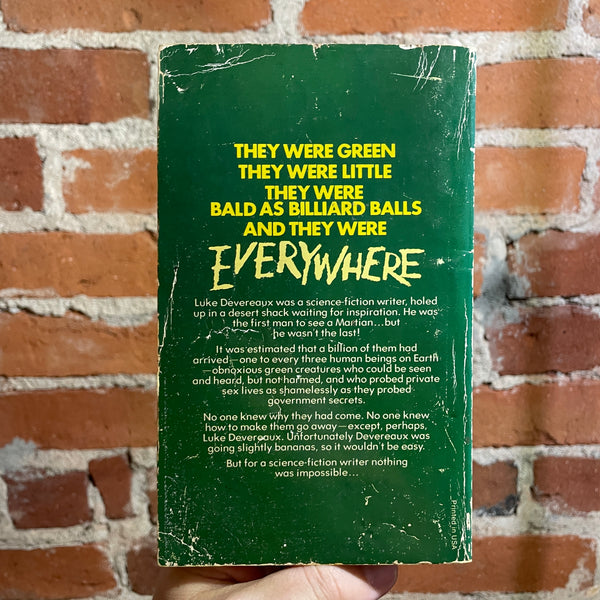 THEY WERE GREEN
THEY WERE LITTLE
THEY WERE
BALD AS BILLIARD BALLS
AND THEY WERE
EVERYWHERE
Luke Devereaux was a science-fiction writer, holed
up in a desert shack waiting for inspiration. He was
the first man to see a Martian...but
he wasn't the last!
It was estimated that a billion of them had
arrived—one to every three human beings on Earth
—obnoxious green creatures who could be seen
and heard, but not harmed, and who probed private
sex lives as shamelessly as they probed
government secrets.
No one knew why they had come. No one knew
how to make them go away—except, perhaps,
Luke Devereaux. Unfortunately Devereaux was
going slightly bananas, so it wouldn't be easy.
But for a science-fiction writer nothing
was impossible...
Printed in USA